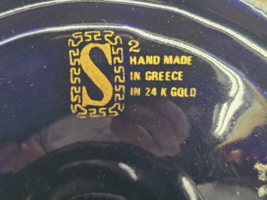 S 2
HAND MADE
IN GREECE
IN 24 K GOLD